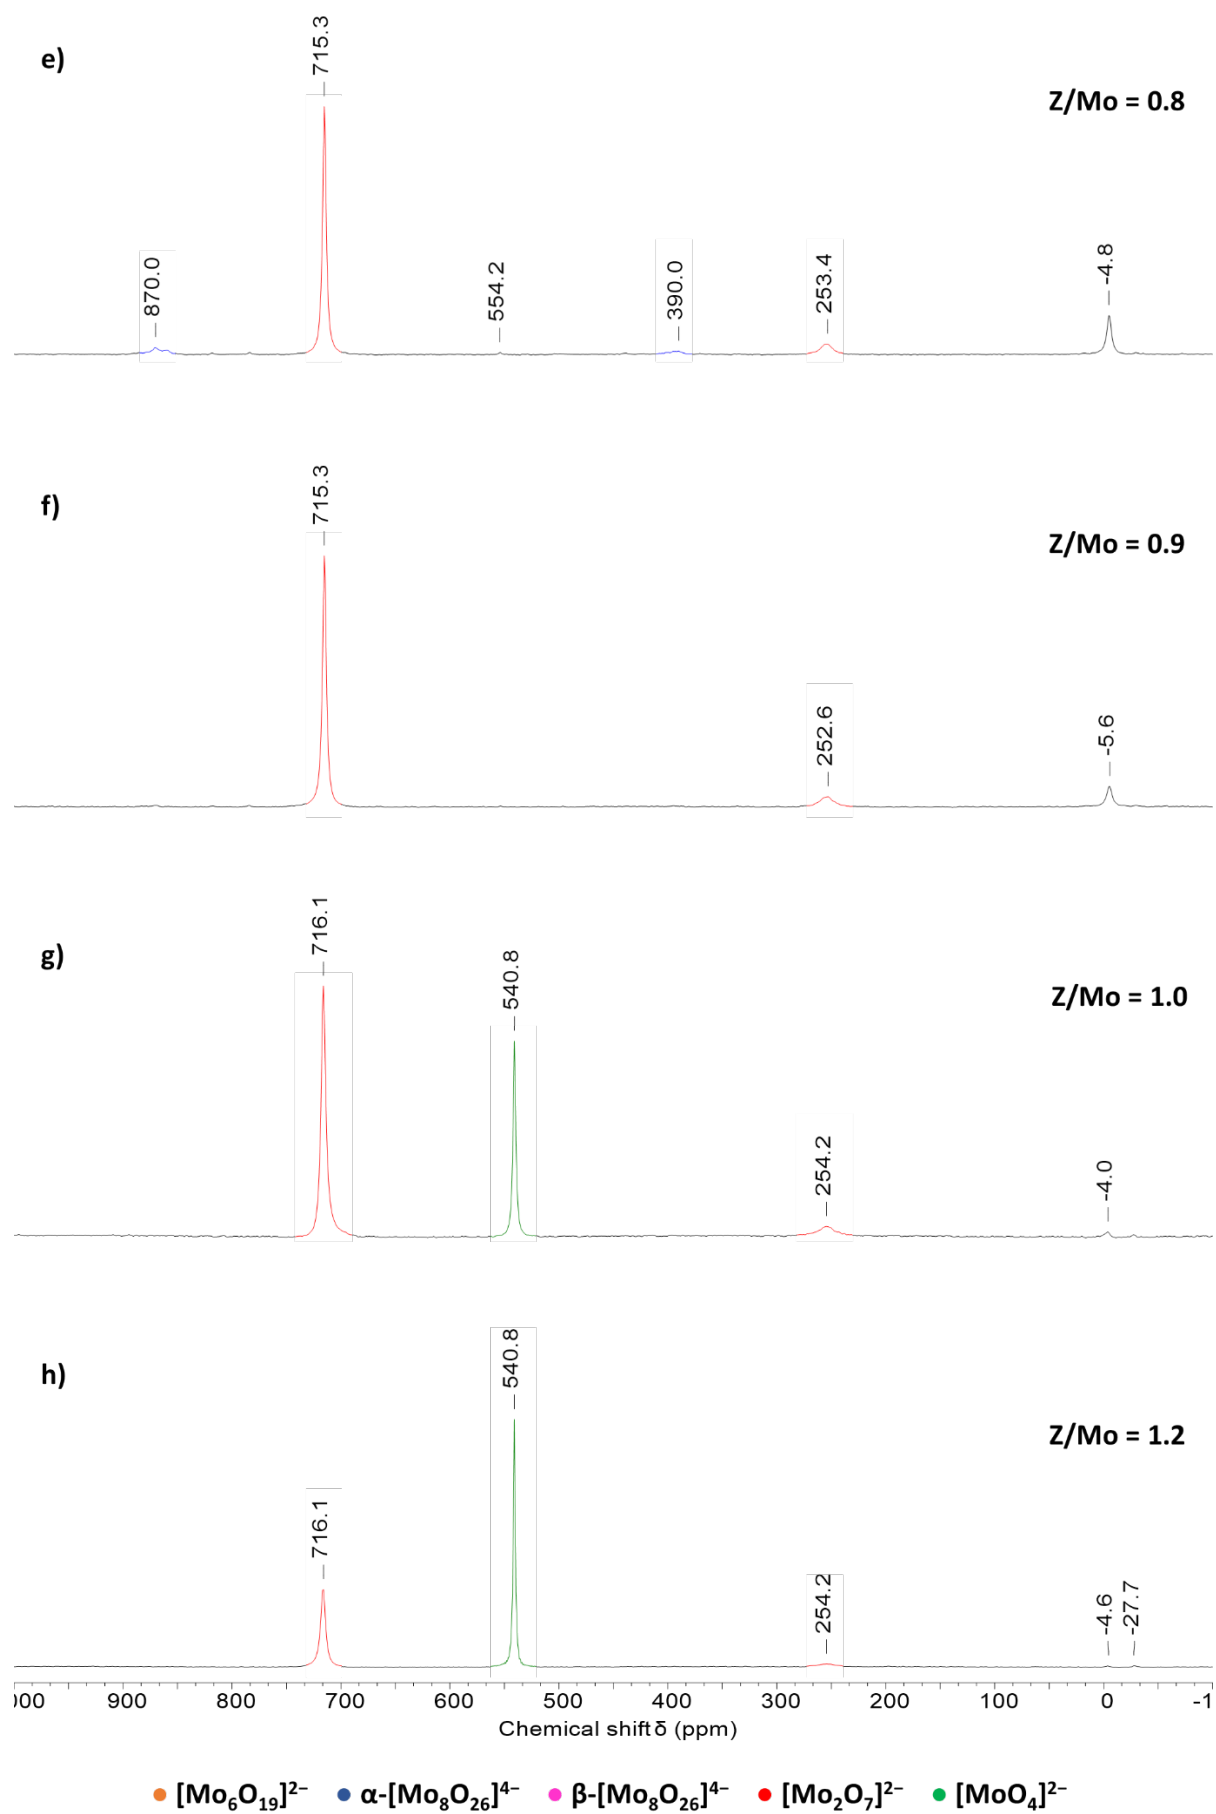 e)
Z/Mo = 0.8
870.0
715.3
554.2
390.0
253.4
-4.8
f)
Z/Mo = 0.9
715.3
252.6
-5.6
g)
Z/Mo = 1.0
716.1
540.8
254.2
-4.0
h)
Z/Mo = 1.2
716.1
540.8
254.2
-4.6
-27.7
000 900 800 700 600 500 400 300 200 100 0 -1
Chemical shift δ (ppm)
[Mo₆O₁₉]²⁻ α-[Mo₈O₂₆]⁴⁻ β-[Mo₈O₂₆]⁴⁻ [Mo₂O₇]²⁻ [MoO₄]²⁻